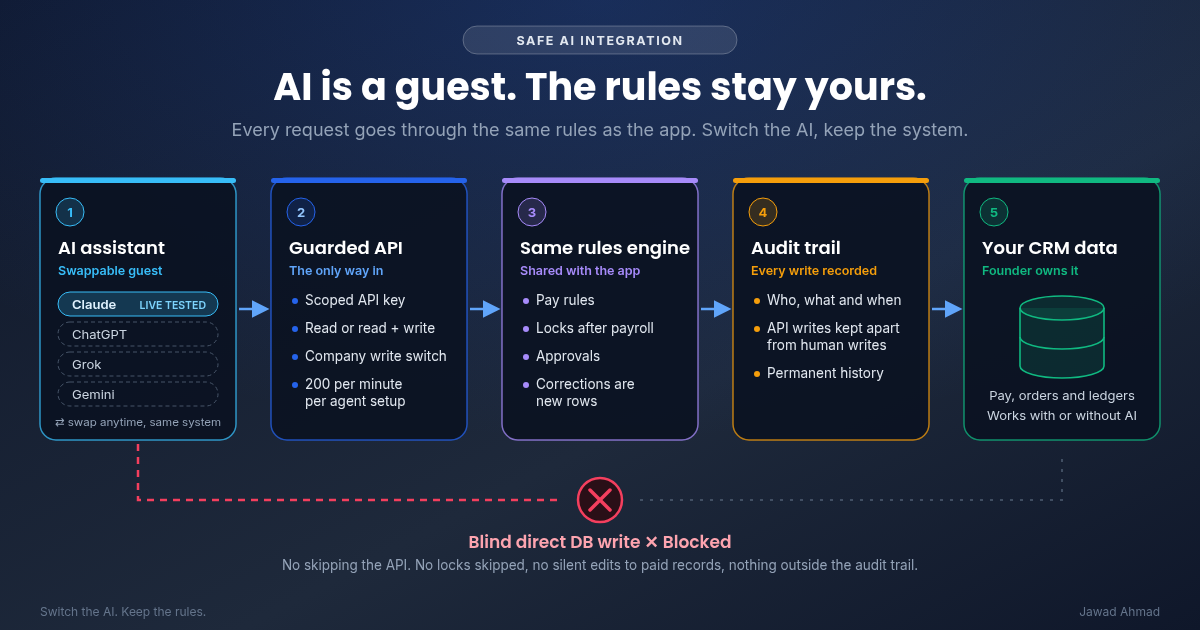 SAFE AI INTEGRATION
AI is a guest. The rules stay yours.
Every request goes through the same rules as the app. Switch the AI, keep the system.
1
AI assistant
Swappable guest
Claude LIVE TESTED
ChatGPT
Grok
Gemini
⇄ swap anytime, same system
2
Guarded API
The only way in
Scoped API key
Read or read + write
Company write switch
200 per minute
per agent setup
3
Same rules engine
Shared with the app
Pay rules
Locks after payroll
Approvals
Corrections are
new rows
4
Audit trail
Every write recorded
Who, what and when
API writes kept apart
from human writes
Permanent history
5
Your CRM data
Founder owns it
Pay, orders and ledgers
Works with or without AI
Blind direct DB write ✕ Blocked
No skipping the API. No locks skipped, no silent edits to paid records, nothing outside the audit trail.
Switch the AI. Keep the rules.
Jawad Ahmad